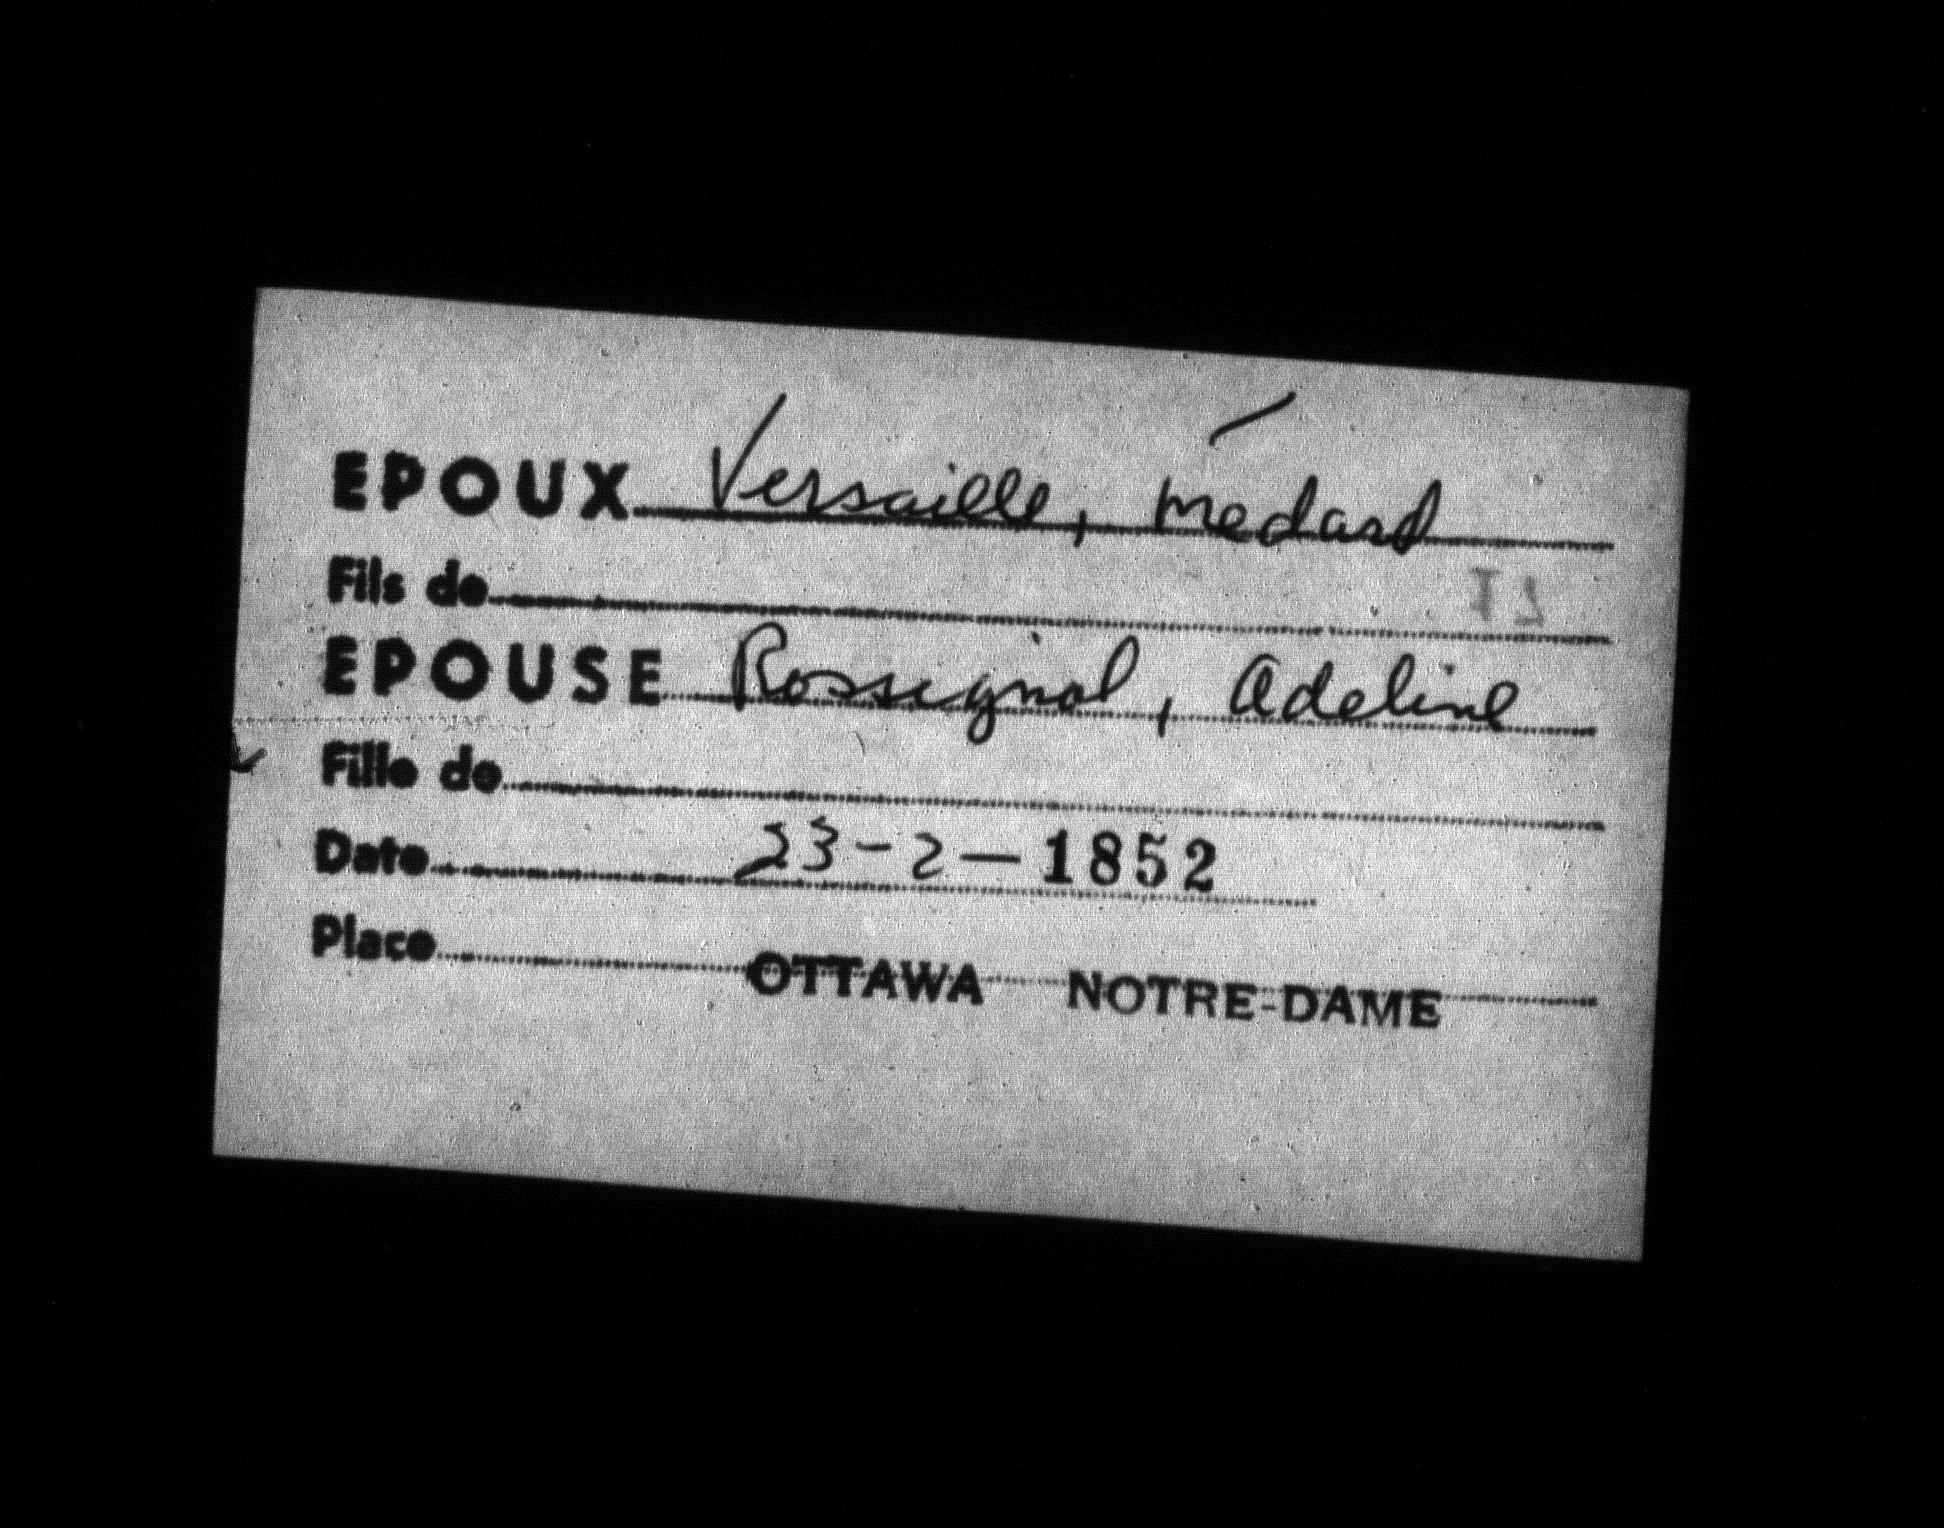 EPOUX Versaille, Médard
Fils de
EPOUSE Rossignol, Adeline
Fille de
Date 23-2-1852
Place OTTAWA NOTRE-DAME